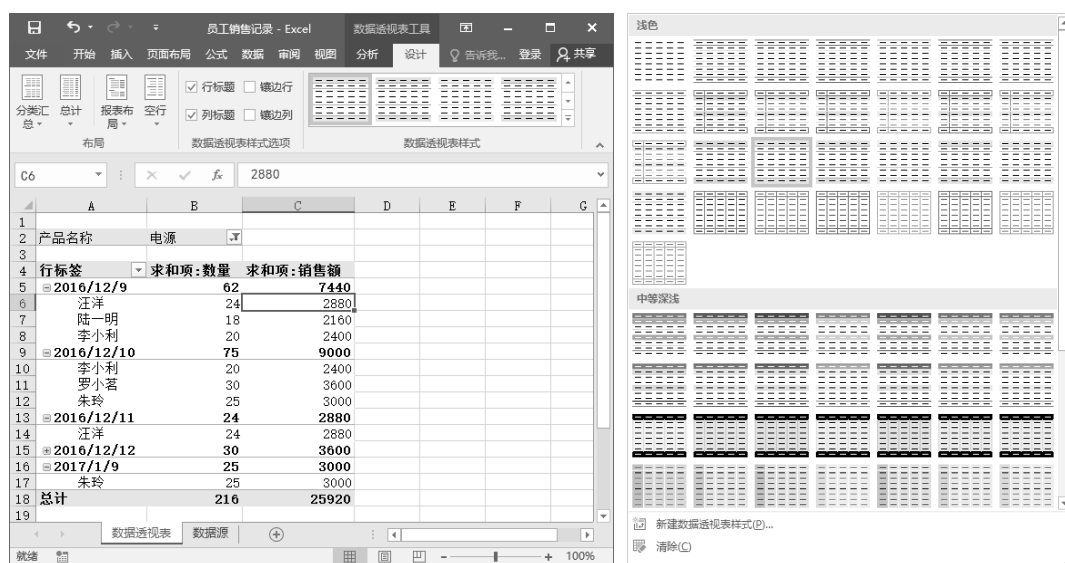 员工销售记录 - Excel
数据透视表工具
文件 开始 插入 页面布局 公式 数据 审阅 视图 分析 设计 告诉我... 登录 共享
分类汇总 总计 报表布局 空行
行标题 镶边行
列标题 镶边列
布局 数据透视表样式选项 数据透视表样式
C6 fx 2880
A B C D E F G
1
2 产品名称 电源
3
4 行标签 求和项:数量 求和项:销售额
5 2016/12/9 62 7440
6 汪洋 24 2880
7 陆一明 18 2160
8 李小利 20 2400
9 2016/12/10 75 9000
10 李小利 20 2400
11 罗小茗 30 3600
12 朱玲 25 3000
13 2016/12/11 24 2880
14 汪洋 24 2880
15 2016/12/12 30 3600
16 2017/1/9 25 3000
17 朱玲 25 3000
18 总计 216 25920
19
数据透视表 数据源
就绪 100%
浅色
中等深浅
新建数据透视表样式(P)...
清除(C)